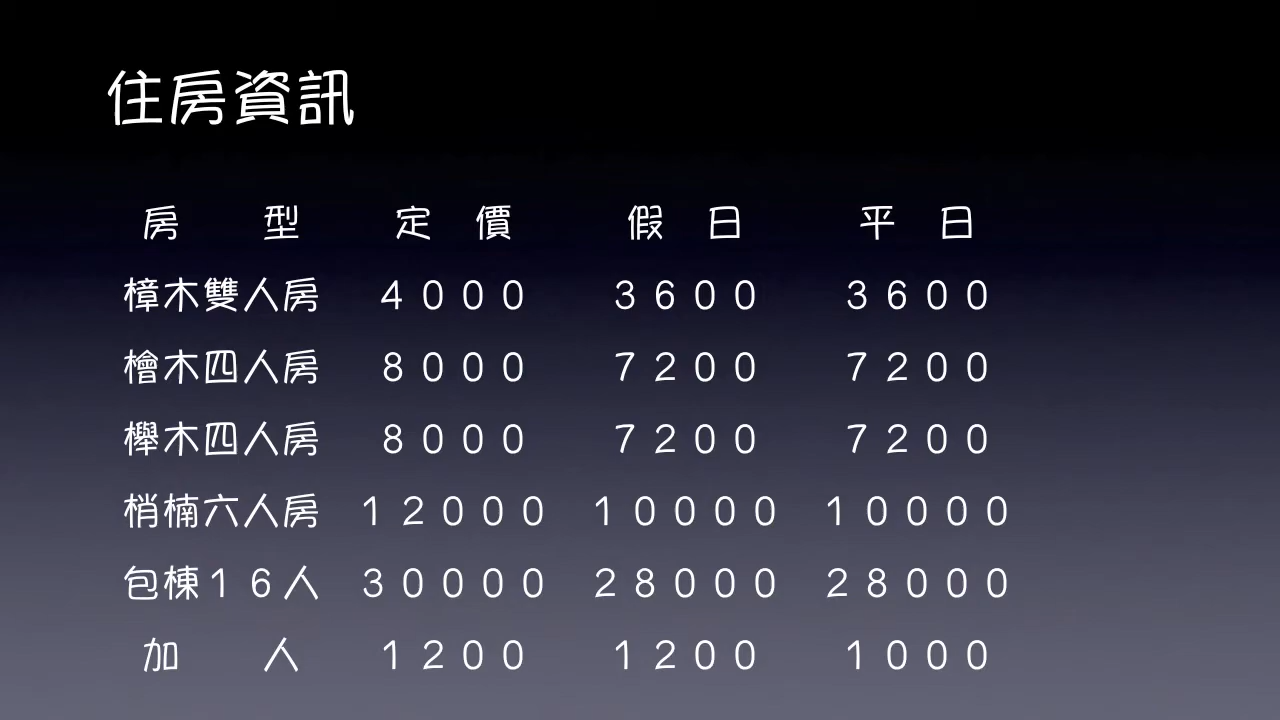 住房資訊
房 型 定 價 假 日 平 日
樟木雙人房 4000 3600 3600
檜木四人房 8000 7200 7200
櫸木四人房 8000 7200 7200
梢楠六人房 12000 10000 10000
包棟16人 30000 28000 28000
加 人 1200 1200 1000